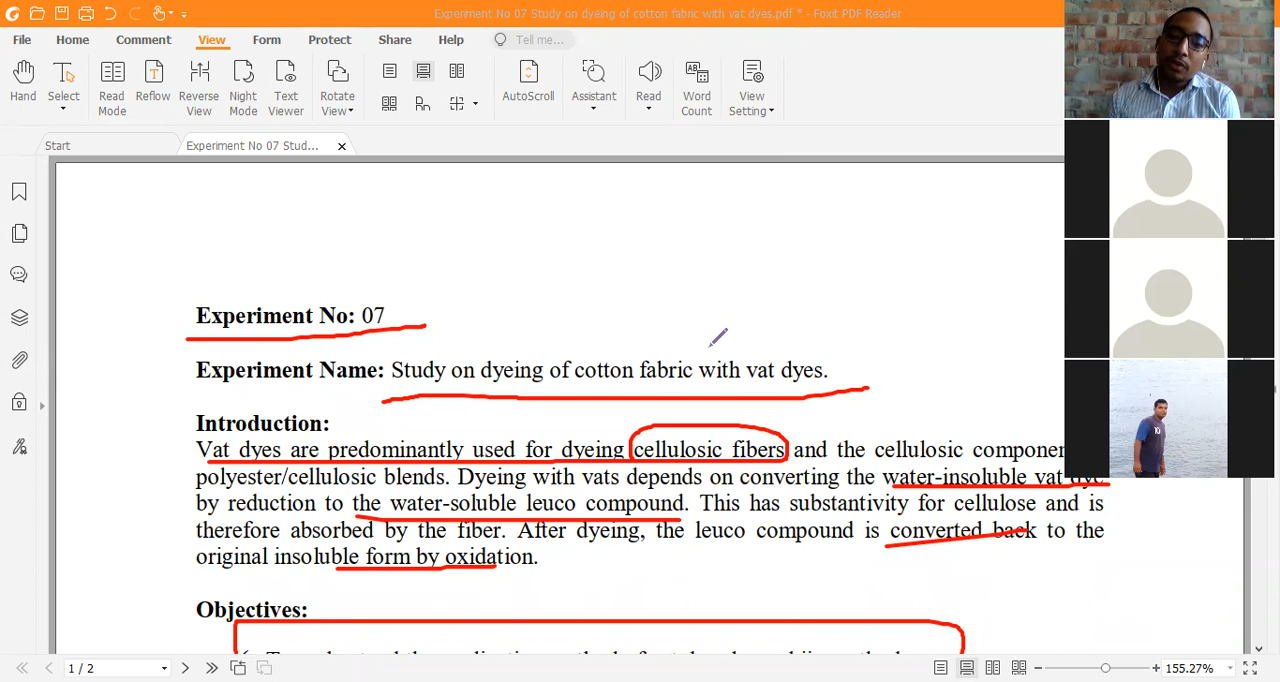 Experiment No 07 Study on dyeing of cotton fabric with vat dyes.pdf * - Foxit PDF Reader
File Home Comment View Form Protect Share Help Tell me...
Hand Select Read Mode Reflow Reverse View Night Mode Text Viewer Rotate View AutoScroll Assistant Read Word Count View Setting
Start Experiment No 07 Stud...
Experiment No: 07
Experiment Name: Study on dyeing of cotton fabric with vat dyes.
Introduction:
Vat dyes are predominantly used for dyeing cellulosic fibers and the cellulosic componen
polyester/cellulosic blends. Dyeing with vats depends on converting the water-insoluble vat dye
by reduction to the water-soluble leuco compound. This has substantivity for cellulose and is
therefore absorbed by the fiber. After dyeing, the leuco compound is converted back to the
original insoluble form by oxidation.
Objectives:
1 / 2
155.27%